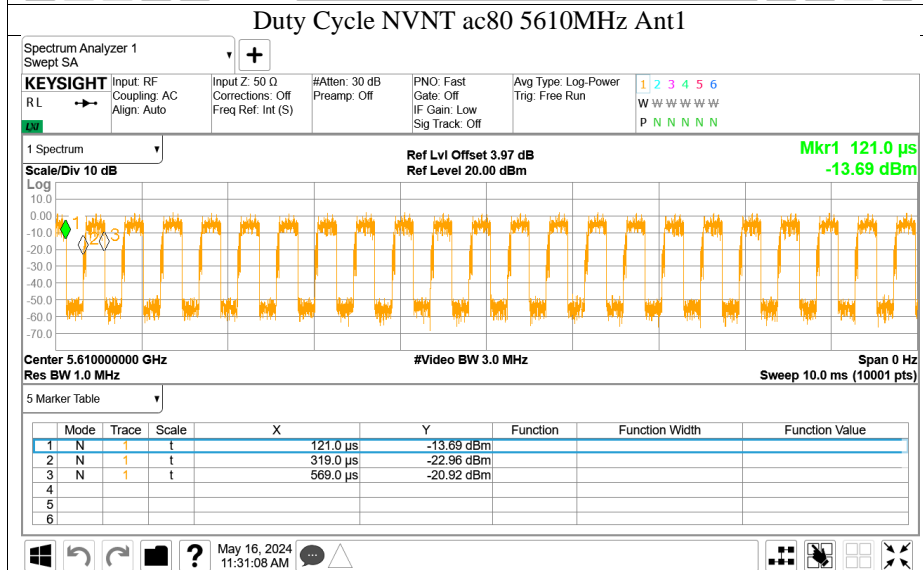 Duty Cycle NVNT ac80 5610MHz Ant1
Spectrum Analyzer 1
Swept SA
KEYSIGHT
R L
LXI
Input: RF
Coupling: AC
Align: Auto
Input Z: 50 Ω
Corrections: Off
Freq Ref: Int (S)
#Atten: 30 dB
Preamp: Off
PNO: Fast
Gate: Off
IF Gain: Low
Sig Track: Off
Avg Type: Log-Power
Trig: Free Run
1 2 3 4 5 6
W W W W W W
P N N N N N
1 Spectrum
Scale/Div 10 dB
Ref Lvl Offset 3.97 dB
Ref Level 20.00 dBm
Mkr1 121.0 µs
-13.69 dBm
Log
10.0
0.00
-10.0
-20.0
-30.0
-40.0
-50.0
-60.0
-70.0
1
2
3
Center 5.610000000 GHz
Res BW 1.0 MHz
#Video BW 3.0 MHz
Span 0 Hz
Sweep 10.0 ms (10001 pts)
5 Marker Table
Mode Trace Scale X Y Function Function Width Function Value
1 N 1 t 121.0 µs -13.69 dBm
2 N 1 t 319.0 µs -22.96 dBm
3 N 1 t 569.0 µs -20.92 dBm
4
5
6
?
May 16, 2024
11:31:08 AM